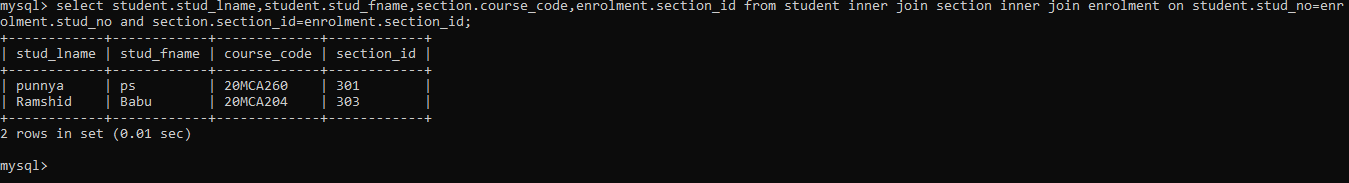 mysql> select student.stud_lname,student.stud_fname,section.course_code,enrolment.section_id from student inner join section inner join enrolment on student.stud_no=enr
olment.stud_no and section.section_id=enrolment.section_id;
+------------+------------+-------------+------------+
| stud_lname | stud_fname | course_code | section_id |
+------------+------------+-------------+------------+
| punnya     | ps         | 20MCA260    | 301        |
| Ramshid    | Babu       | 20MCA204    | 303        |
+------------+------------+-------------+------------+
2 rows in set (0.01 sec)
mysql>